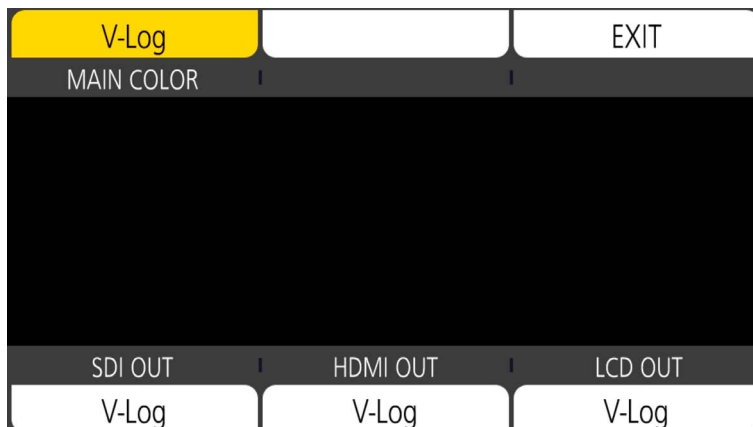 V-Log EXIT
MAIN COLOR
SDI OUT HDMI OUT LCD OUT
V-Log V-Log V-Log